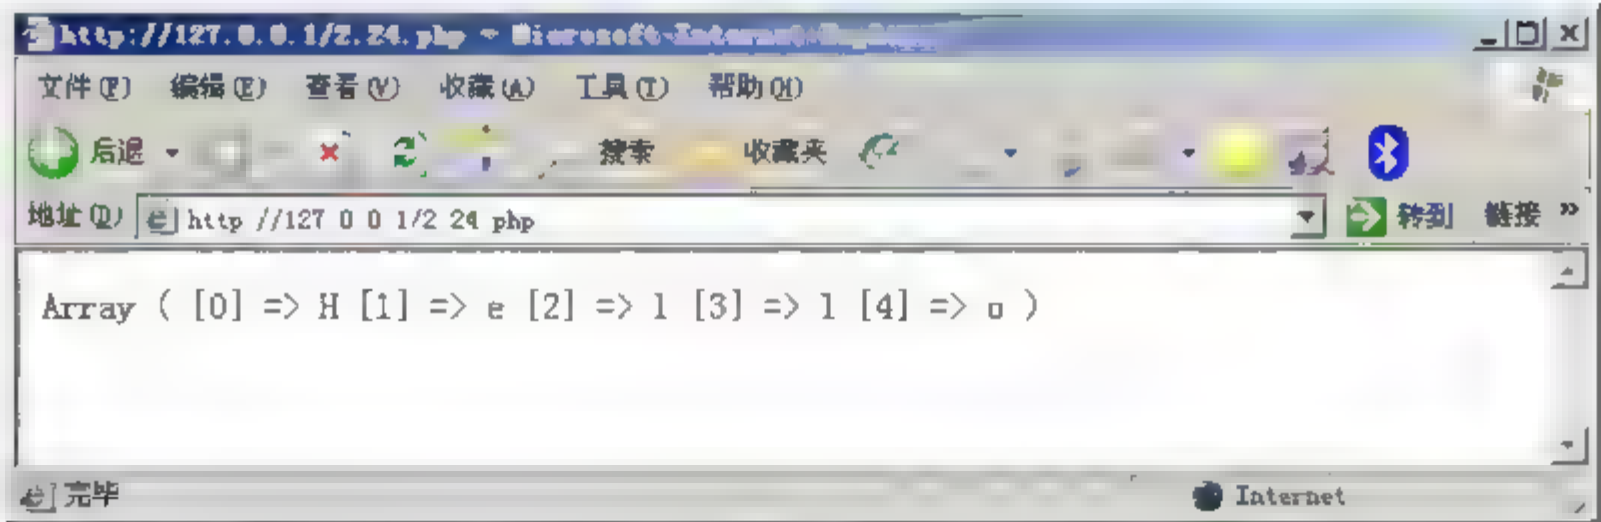 http://127.0.0.1/2.24.php - Microsoft Internet
文件(F) 编辑(E) 查看(V) 收藏(A) 工具(T) 帮助(H)
后退 搜索 收藏夹
地址(D) http //127 0 0 1/2 24 php 转到 链接 »
Array ( [0] => H [1] => e [2] => l [3] => l [4] => o )
完毕 Internet